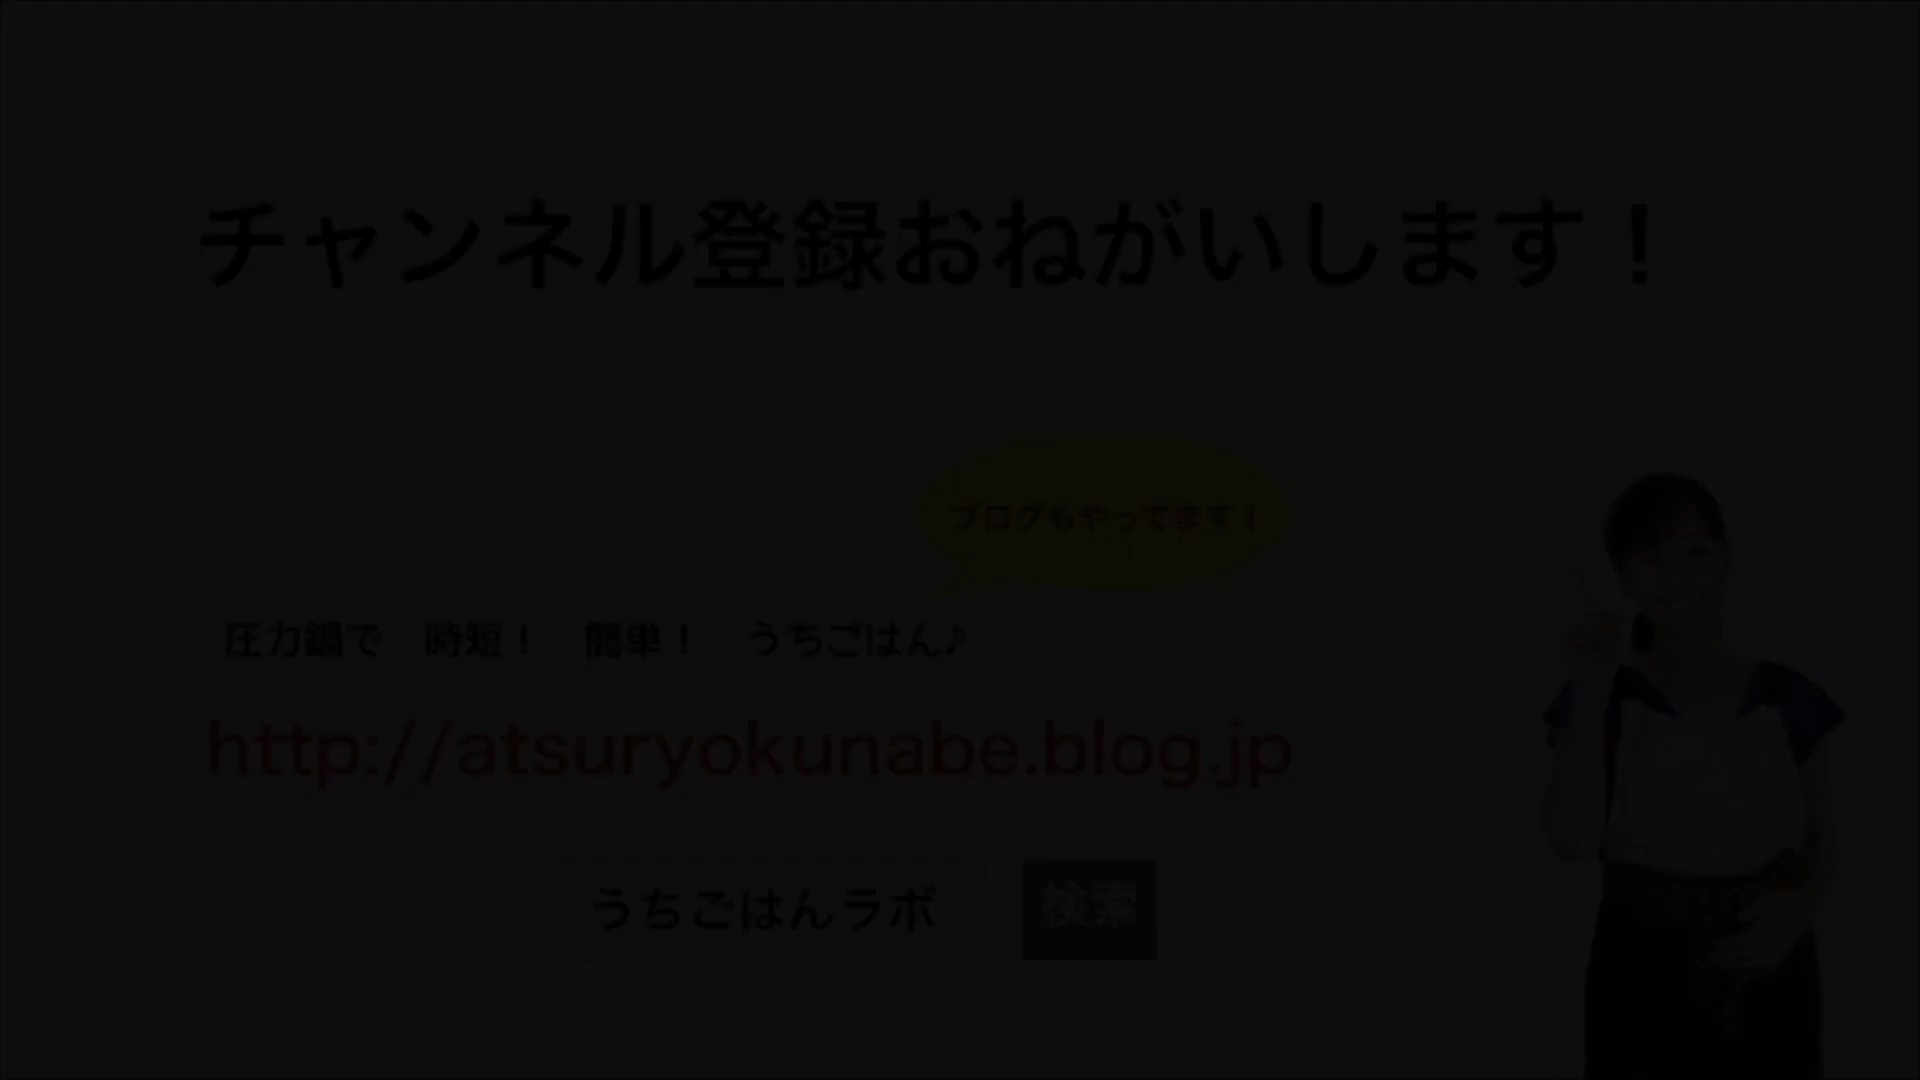 チャンネル登録おねがいします！
ブログもやってます！
圧力鍋で　時短！　簡単！　うちごはん♪
http://atsuryokunabe.blog.jp
うちごはんラボ　検索